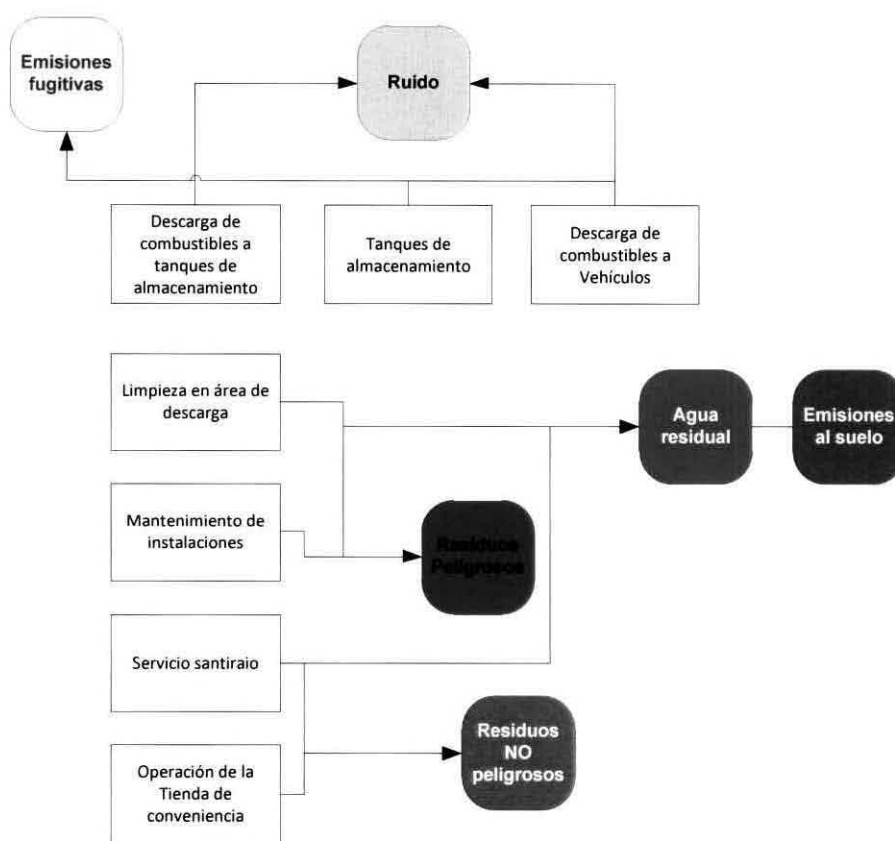 Emisiones
fugitivas
Ruido
Descarga de
combustibles a
tanques de
almacenamiento
Tanques de
almacenamiento
Descarga de
combustibles a
Vehículos
Limpieza en área de
descarga
Agua
residual
Emisiones
al suelo
Mantenimiento de
instalaciones
Residuos
Peligrosos
Servicio santiraio
Residuos
NO
peligrosos
Operación de la
Tienda de
conveniencia